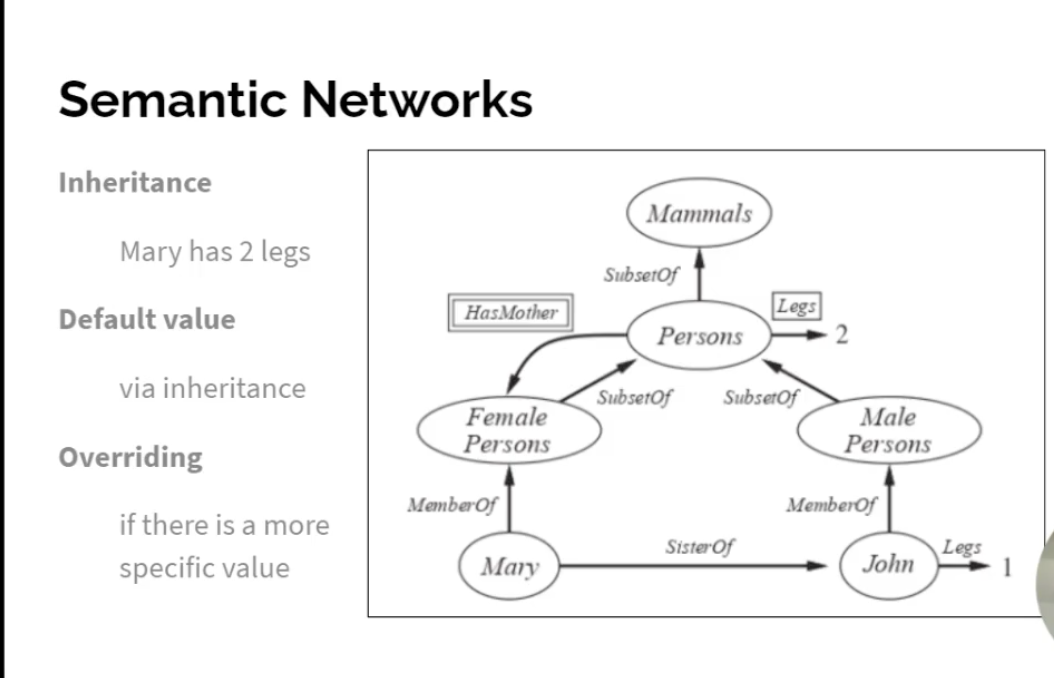 Semantic Networks
Inheritance
Mary has 2 legs
Default value
via inheritance
Overriding
if there is a more
specific value
Mammals
SubsetOf
HasMother
Legs
Persons
2
SubsetOf
SubsetOf
Female
Persons
Male
Persons
MemberOf
MemberOf
SisterOf
Legs
Mary
John
1